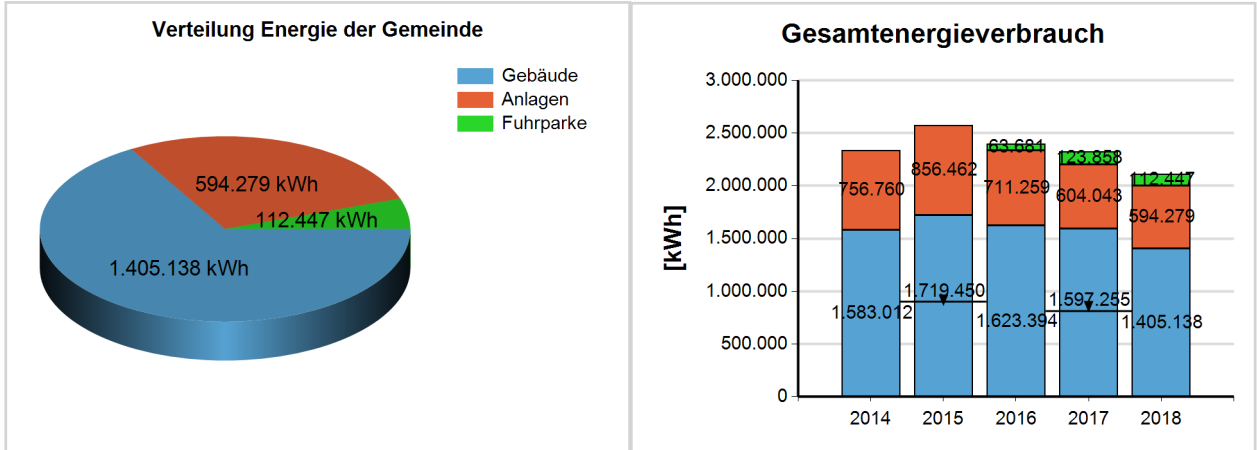 Verteilung Energie der Gemeinde
Gebäude
Anlagen
Fuhrparke
594.279 kWh
112.447 kWh
1.405.138 kWh
Gesamtenergieverbrauch
[kWh]
3.000.000
2.500.000
2.000.000
1.500.000
1.000.000
500.000
0
63.681
123.858
112.447
756.760
856.462
711.259
604.043
594.279
1.583.012
1.719.450
1.623.394
1.597.255
1.405.138
2014 2015 2016 2017 2018